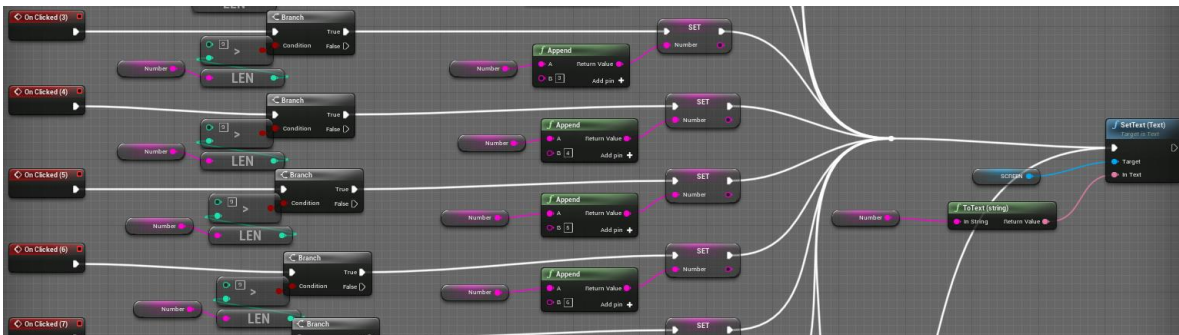 On Clicked (3)
Branch
True
Condition
False
9
>
Number
LEN
Append
A
Return Value
B 3
Add pin +
Number
SET
Number
On Clicked (4)
Branch
True
Condition
False
9
>
Number
LEN
Append
A
Return Value
B 4
Add pin +
Number
SET
Number
SetText (Text)
Target is Text
Target
In Text
SCREEN
ToText (string)
In String
Return Value
Number
On Clicked (5)
Branch
True
Condition
False
9
>
Number
LEN
Append
A
Return Value
B 5
Add pin +
Number
SET
Number
On Clicked (6)
Branch
True
Condition
False
9
>
Number
LEN
Append
A
Return Value
B 6
Add pin +
Number
SET
Number
On Clicked (7)
Branch
SET